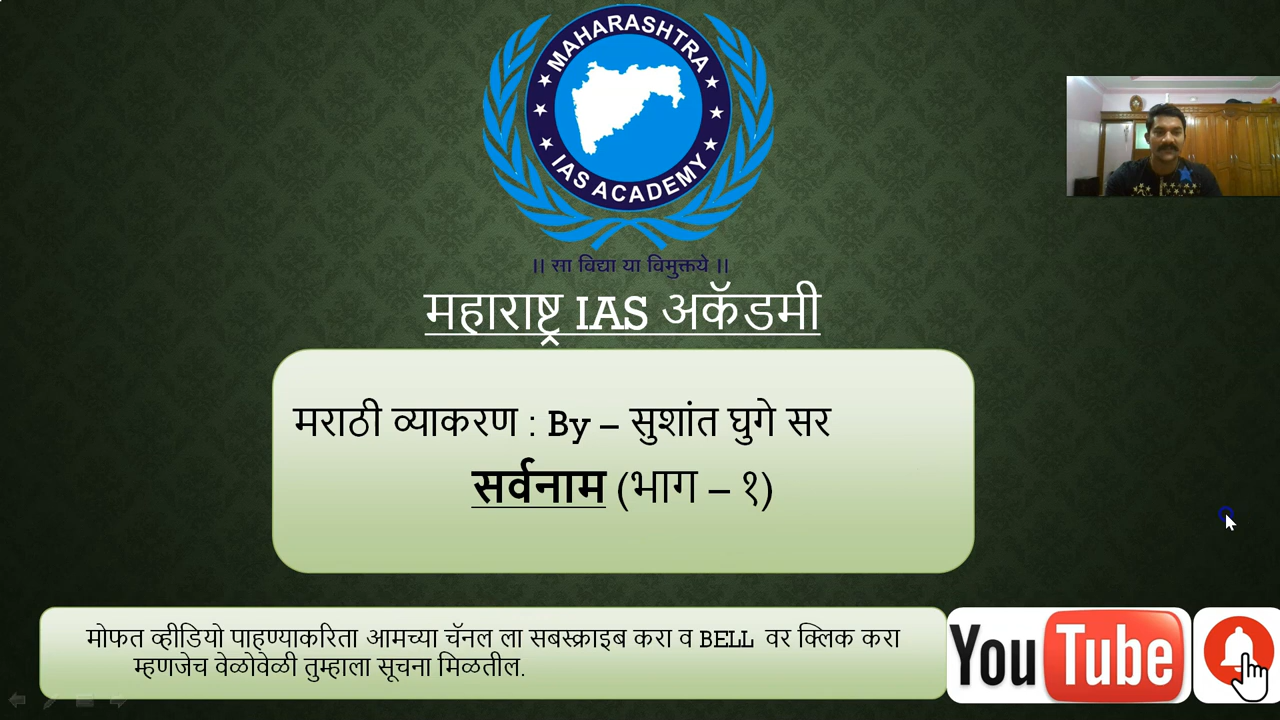 MAHARASHTRA
IAS ACADEMY
|| सा विद्या या विमुक्तये ||
महाराष्ट्र IAS अकॅडमी
मराठी व्याकरण : By – सुशांत घुगे सर
सर्वनाम (भाग – १)
मोफत व्हीडियो पाहण्याकरिता आमच्या चॅनल ला सबस्क्राइब करा व BELL वर क्लिक करा
म्हणजेच वेळोवेळी तुम्हाला सूचना मिळतील.
YouTube